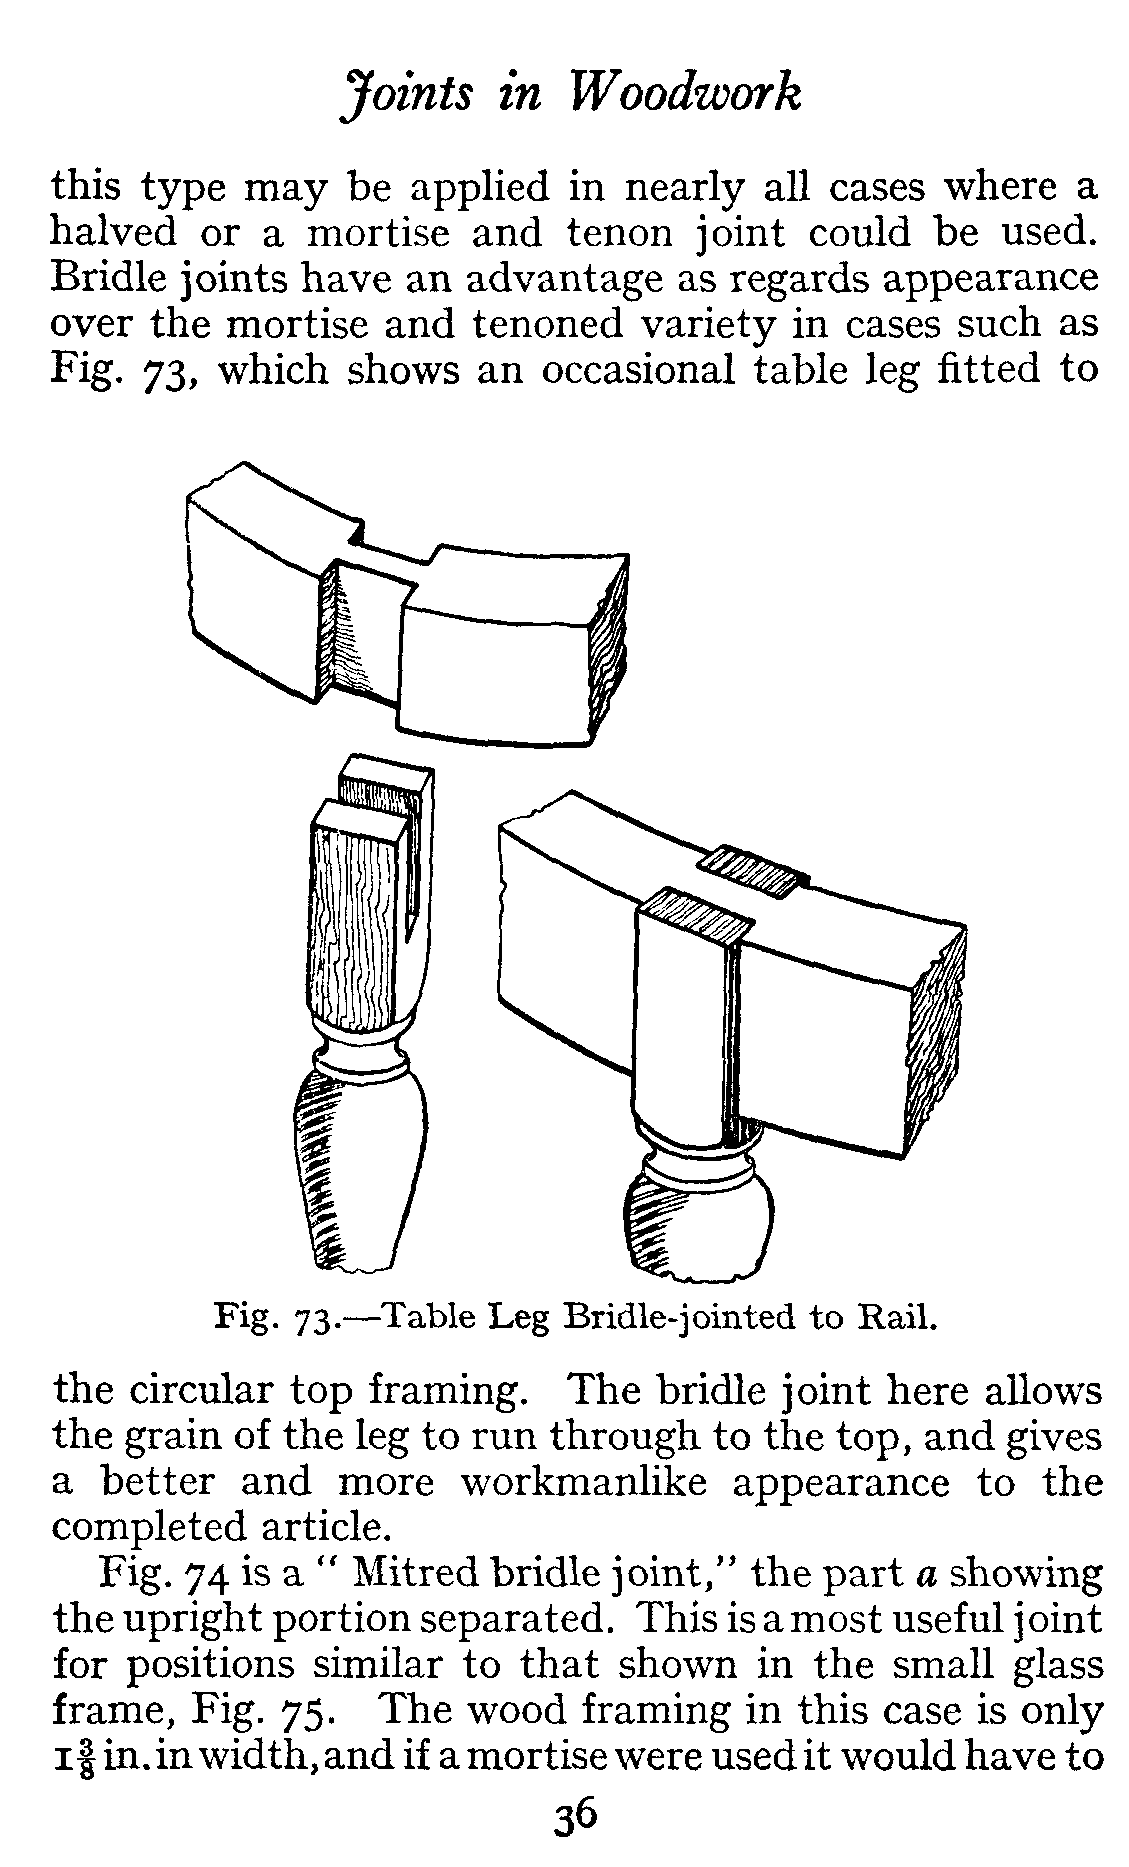 Joints in Woodwork
this type may be applied in nearly all cases where a
halved or a mortise and tenon joint could be used.
Bridle joints have an advantage as regards appearance
over the mortise and tenoned variety in cases such as
Fig. 73, which shows an occasional table leg fitted to
Fig. 73.—Table Leg Bridle-jointed to Rail.
the circular top framing. The bridle joint here allows
the grain of the leg to run through to the top, and gives
a better and more workmanlike appearance to the
completed article.
Fig. 74 is a “ Mitred bridle joint,” the part a showing
the upright portion separated. This is a most useful joint
for positions similar to that shown in the small glass
frame, Fig. 75. The wood framing in this case is only
1⅜ in. in width, and if a mortise were used it would have to
36